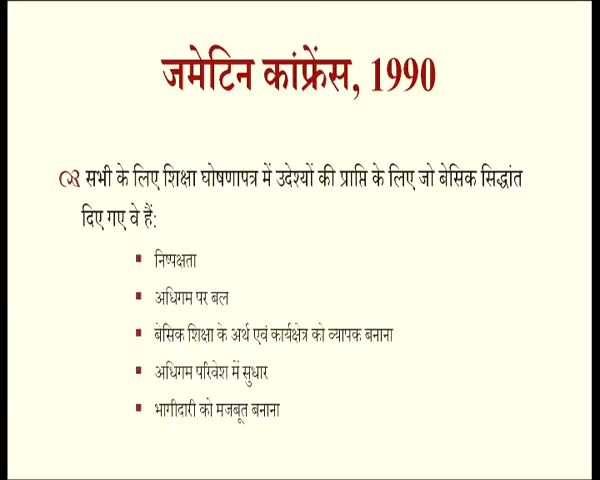 जमेटिन कांफ्रेंस, 1990
सभी के लिए शिक्षा घोषणापत्र में उदेश्यों की प्राप्ति के लिए जो बेसिक सिद्धांत
दिए गए वे हैं:
निष्पक्षता
अधिगम पर बल
बेसिक शिक्षा के अर्थ एवं कार्यक्षेत्र को व्यापक बनाना
अधिगम परिवेश में सुधार
भागीदारी को मजबूत बनाना